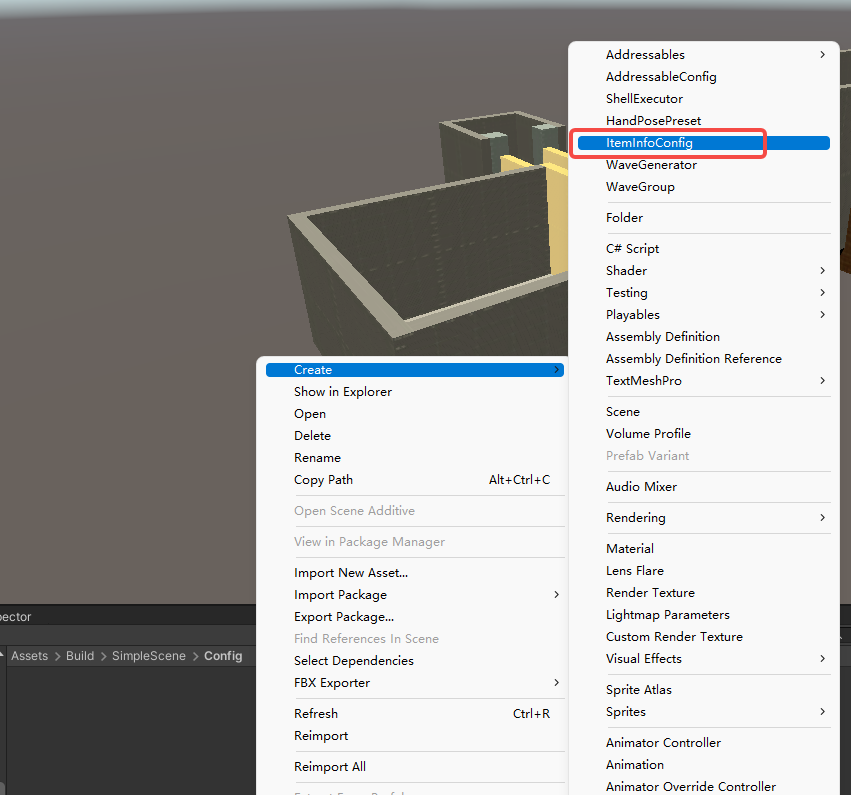 Addressables
AddressableConfig
ShellExecutor
HandPosePreset
ItemInfoConfig
WaveGenerator
WaveGroup
Folder
C# Script
Shader
Testing
Playables
Assembly Definition
Assembly Definition Reference
TextMeshPro
Scene
Volume Profile
Prefab Variant
Audio Mixer
Rendering
Material
Lens Flare
Render Texture
Lightmap Parameters
Custom Render Texture
Visual Effects
Sprite Atlas
Sprites
Animator Controller
Animation
Animator Override Controller
Create
Show in Explorer
Open
Delete
Rename
Copy Path Alt+Ctrl+C
Open Scene Additive
View in Package Manager
Import New Asset...
Import Package
Export Package...
Find References In Scene
Select Dependencies
FBX Exporter
Refresh Ctrl+R
Reimport
Reimport All
pector
Assets > Build > SimpleScene > Config